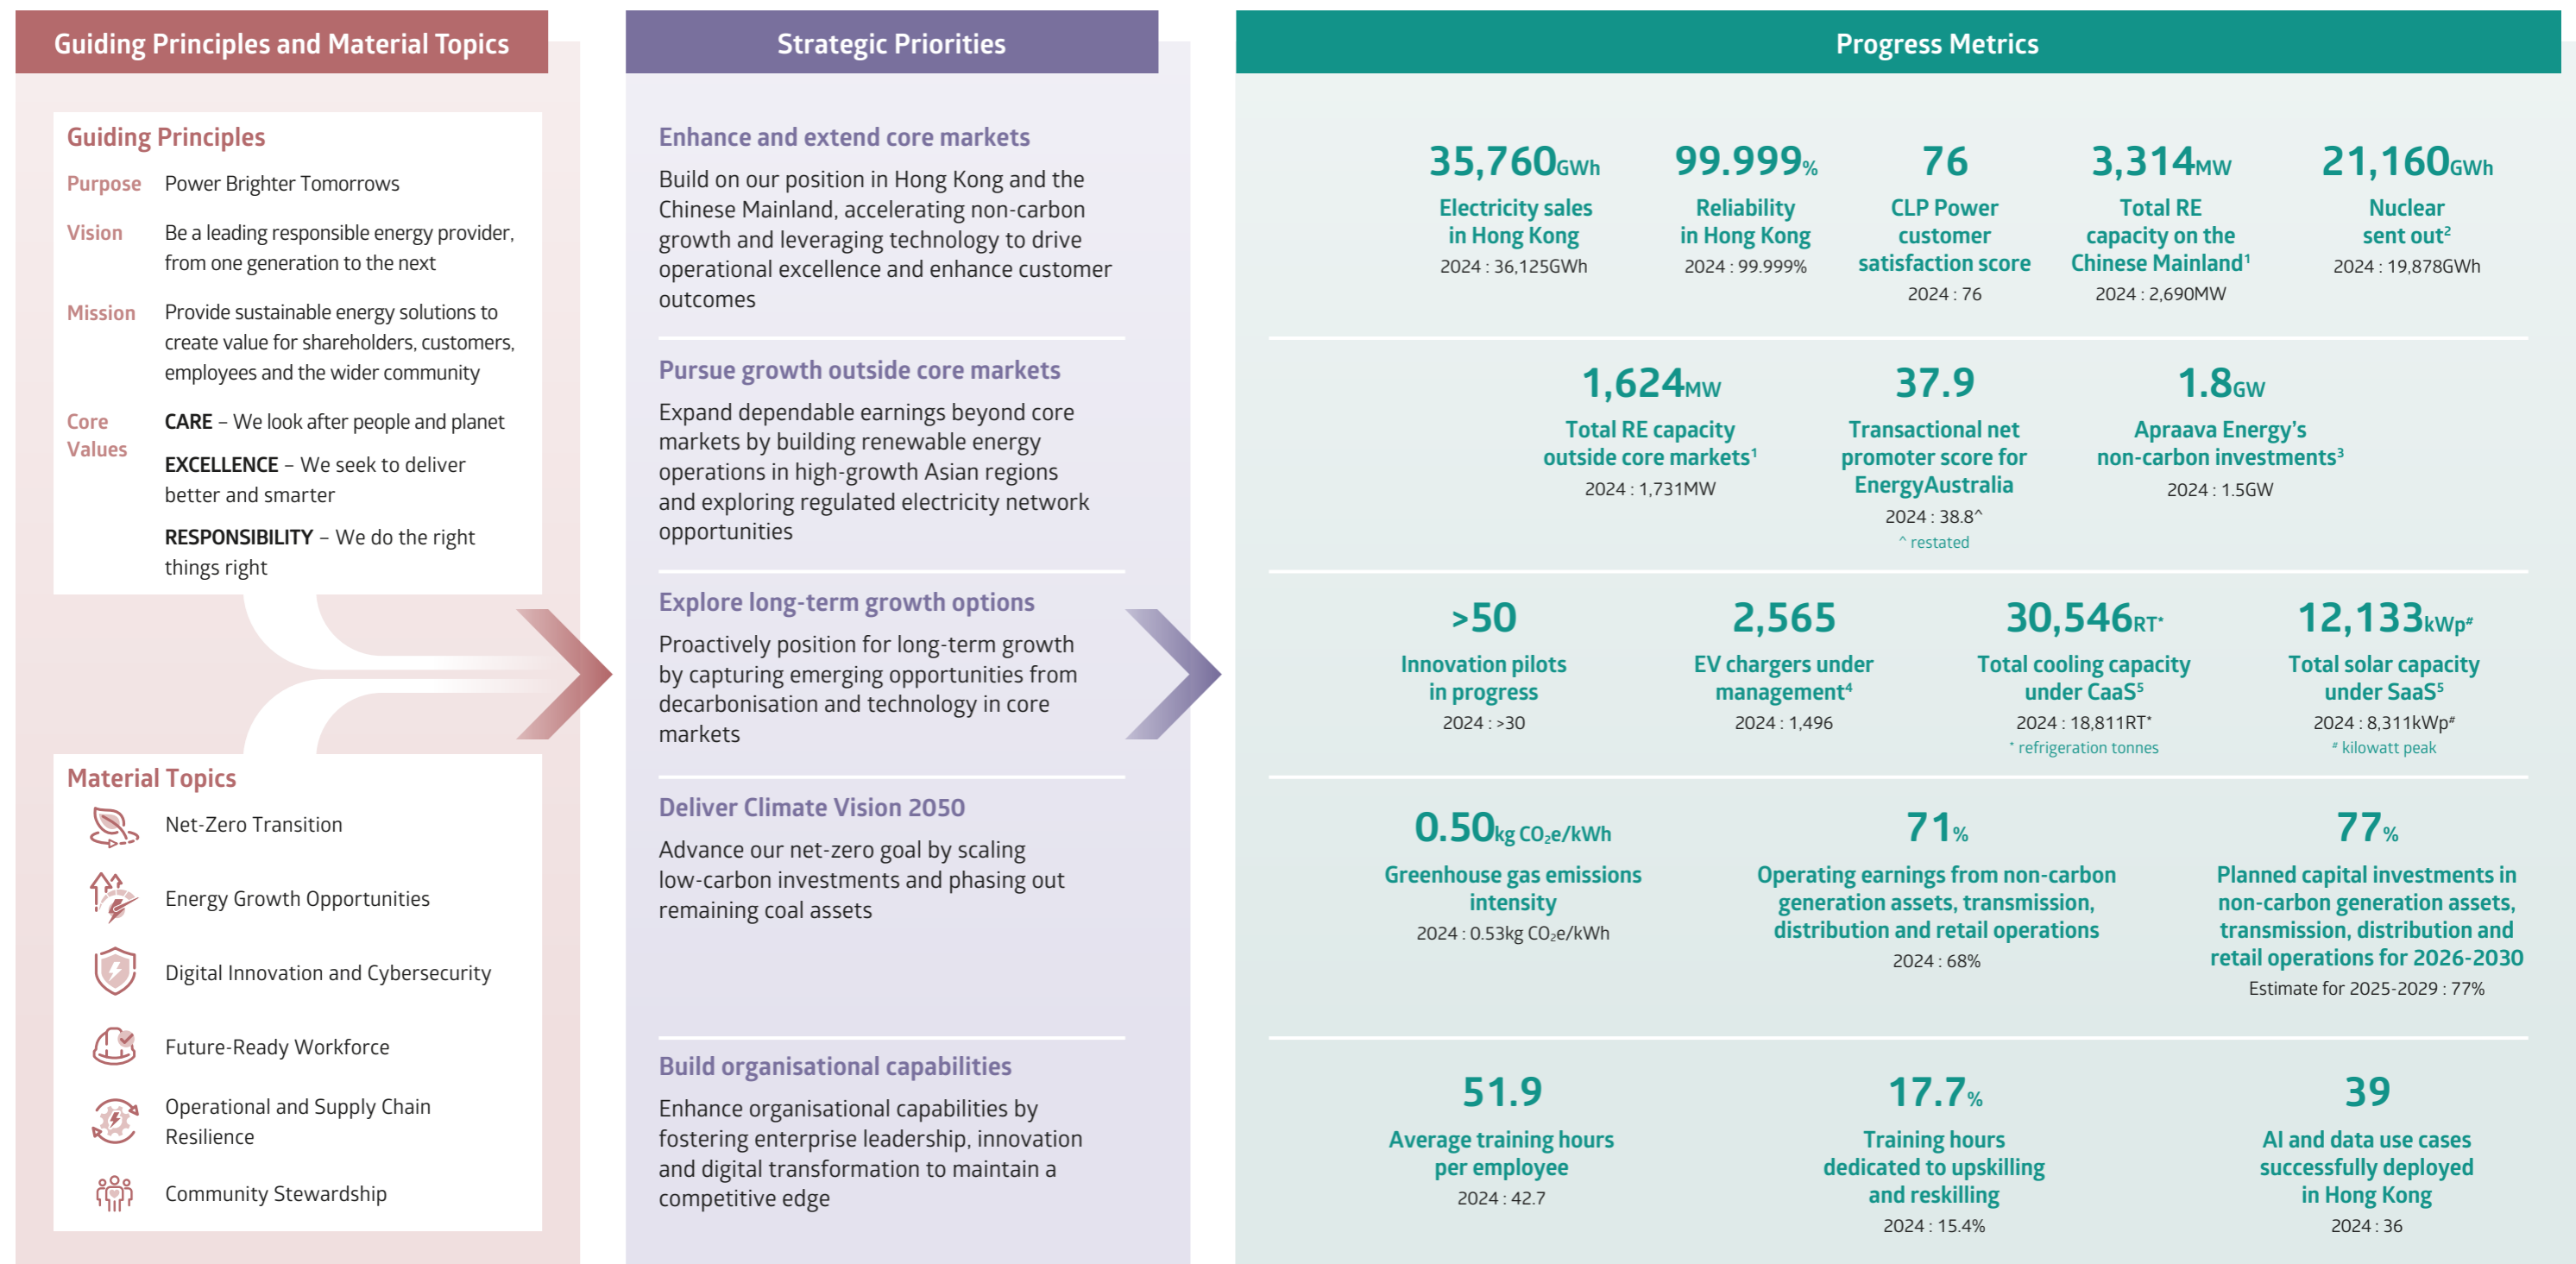 Guiding Principles and Material Topics
Guiding Principles
Purpose Power Brighter Tomorrows
Vision Be a leading responsible energy provider,
from one generation to the next
Mission Provide sustainable energy solutions to
create value for shareholders, customers,
employees and the wider community
Core Values
CARE – We look after people and planet
EXCELLENCE – We seek to deliver
better and smarter
RESPONSIBILITY – We do the right
things right
Material Topics
Net-Zero Transition
Energy Growth Opportunities
Digital Innovation and Cybersecurity
Future-Ready Workforce
Operational and Supply Chain
Resilience
Community Stewardship
Strategic Priorities
Enhance and extend core markets
Build on our position in Hong Kong and the
Chinese Mainland, accelerating non-carbon
growth and leveraging technology to drive
operational excellence and enhance customer
outcomes
Pursue growth outside core markets
Expand dependable earnings beyond core
markets by building renewable energy
operations in high-growth Asian regions
and exploring regulated electricity network
opportunities
Explore long-term growth options
Proactively position for long-term growth
by capturing emerging opportunities from
decarbonisation and technology in core
markets
Deliver Climate Vision 2050
Advance our net-zero goal by scaling
low-carbon investments and phasing out
remaining coal assets
Build organisational capabilities
Enhance organisational capabilities by
fostering enterprise leadership, innovation
and digital transformation to maintain a
competitive edge
Progress Metrics
35,760GWh
Electricity sales
in Hong Kong
2024 : 36,125GWh
99.999%
Reliability
in Hong Kong
2024 : 99.999%
76
CLP Power
customer
satisfaction score
2024 : 76
3,314MW
Total RE
capacity on the
Chinese Mainland¹
2024 : 2,690MW
21,160GWh
Nuclear
sent out²
2024 : 19,878GWh
1,624MW
Total RE capacity
outside core markets¹
2024 : 1,731MW
37.9
Transactional net
promoter score for
EnergyAustralia
2024 : 38.8^
^ restated
1.8GW
Apraava Energy’s
non-carbon investments³
2024 : 1.5GW
>50
Innovation pilots
in progress
2024 : >30
2,565
EV chargers under
management⁴
2024 : 1,496
30,546RT*
Total cooling capacity
under CaaS⁵
2024 : 18,811RT*
* refrigeration tonnes
12,133kWp#
Total solar capacity
under SaaS⁵
2024 : 8,311kWp#
# kilowatt peak
0.50kg CO₂e/kWh
Greenhouse gas emissions
intensity
2024 : 0.53kg CO₂e/kWh
71%
Operating earnings from non-carbon
generation assets, transmission,
distribution and retail operations
2024 : 68%
77%
Planned capital investments in
non-carbon generation assets,
transmission, distribution and
retail operations for 2026-2030
Estimate for 2025-2029 : 77%
51.9
Average training hours
per employee
2024 : 42.7
17.7%
Training hours
dedicated to upskilling
and reskilling
2024 : 15.4%
39
AI and data use cases
successfully deployed
in Hong Kong
2024 : 36